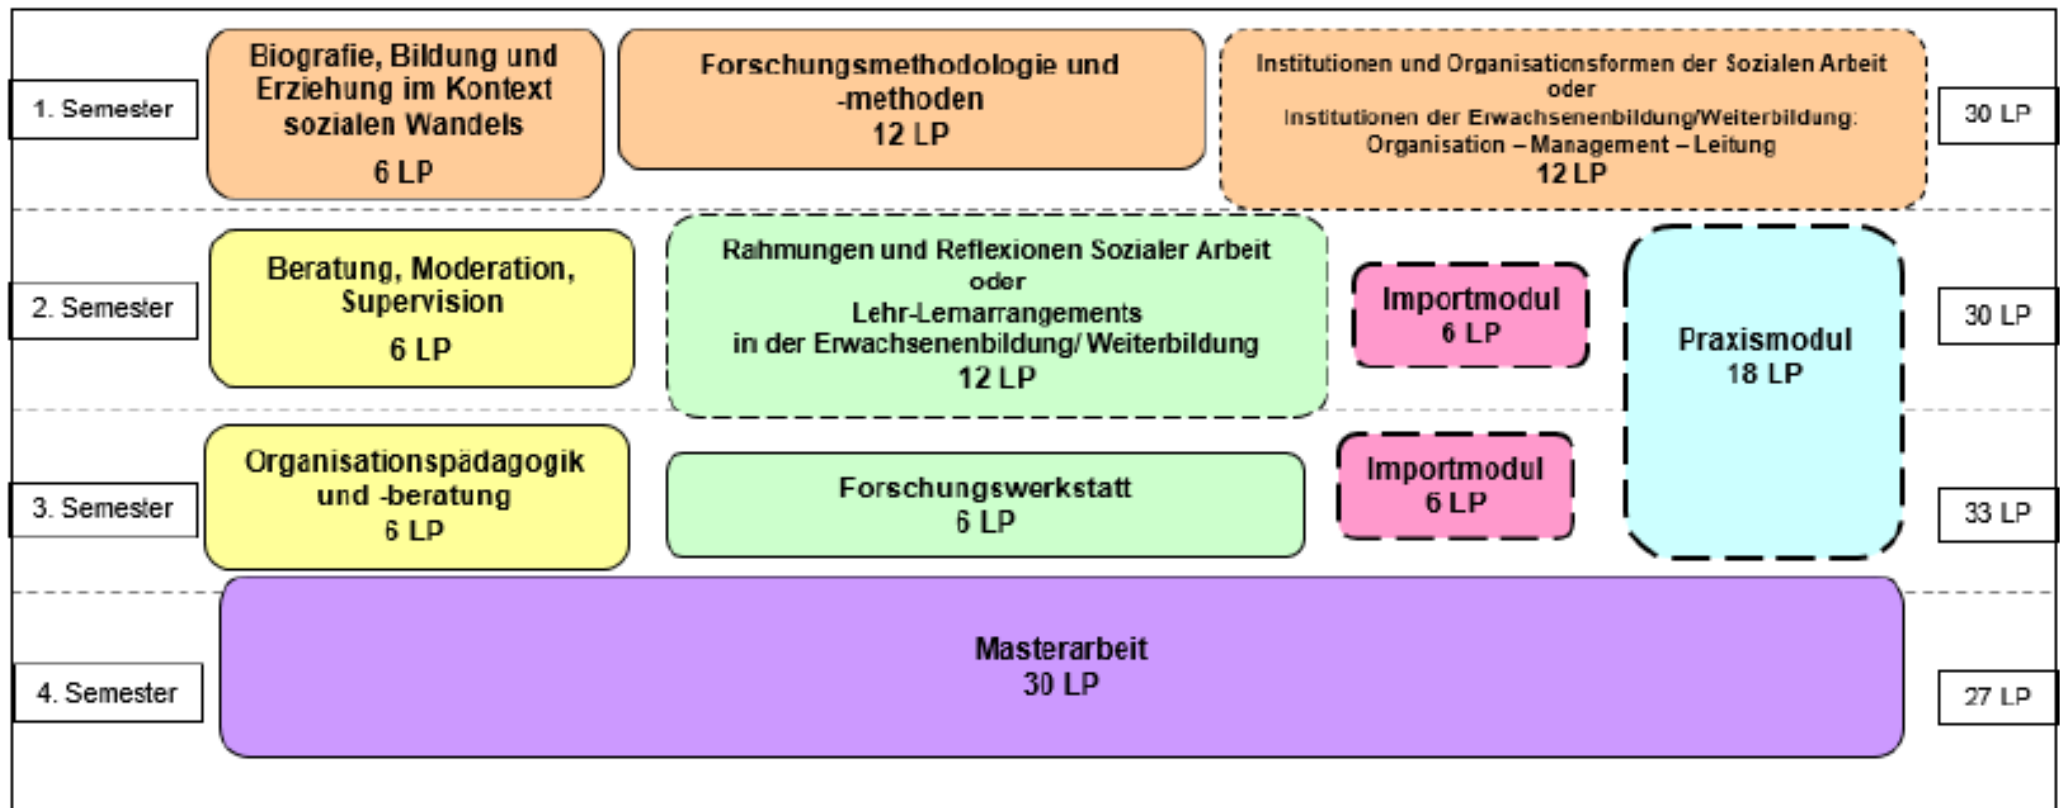 1. Semester
Biografie, Bildung und
Erziehung im Kontext
sozialen Wandels
6 LP
Forschungsmethodologie und
-methoden
12 LP
Institutionen und Organisationsformen der Sozialen Arbeit
oder
Institutionen der Erwachsenenbildung/Weiterbildung:
Organisation – Management – Leitung
12 LP
30 LP
2. Semester
Beratung, Moderation,
Supervision
6 LP
Rahmungen und Reflexionen Sozialer Arbeit
oder
Lehr-Lernarrangements
in der Erwachsenenbildung/ Weiterbildung
12 LP
Importmodul
6 LP
Praxismodul
18 LP
30 LP
3. Semester
Organisationspädagogik
und -beratung
6 LP
Forschungswerkstatt
6 LP
Importmodul
6 LP
33 LP
4. Semester
Masterarbeit
30 LP
27 LP